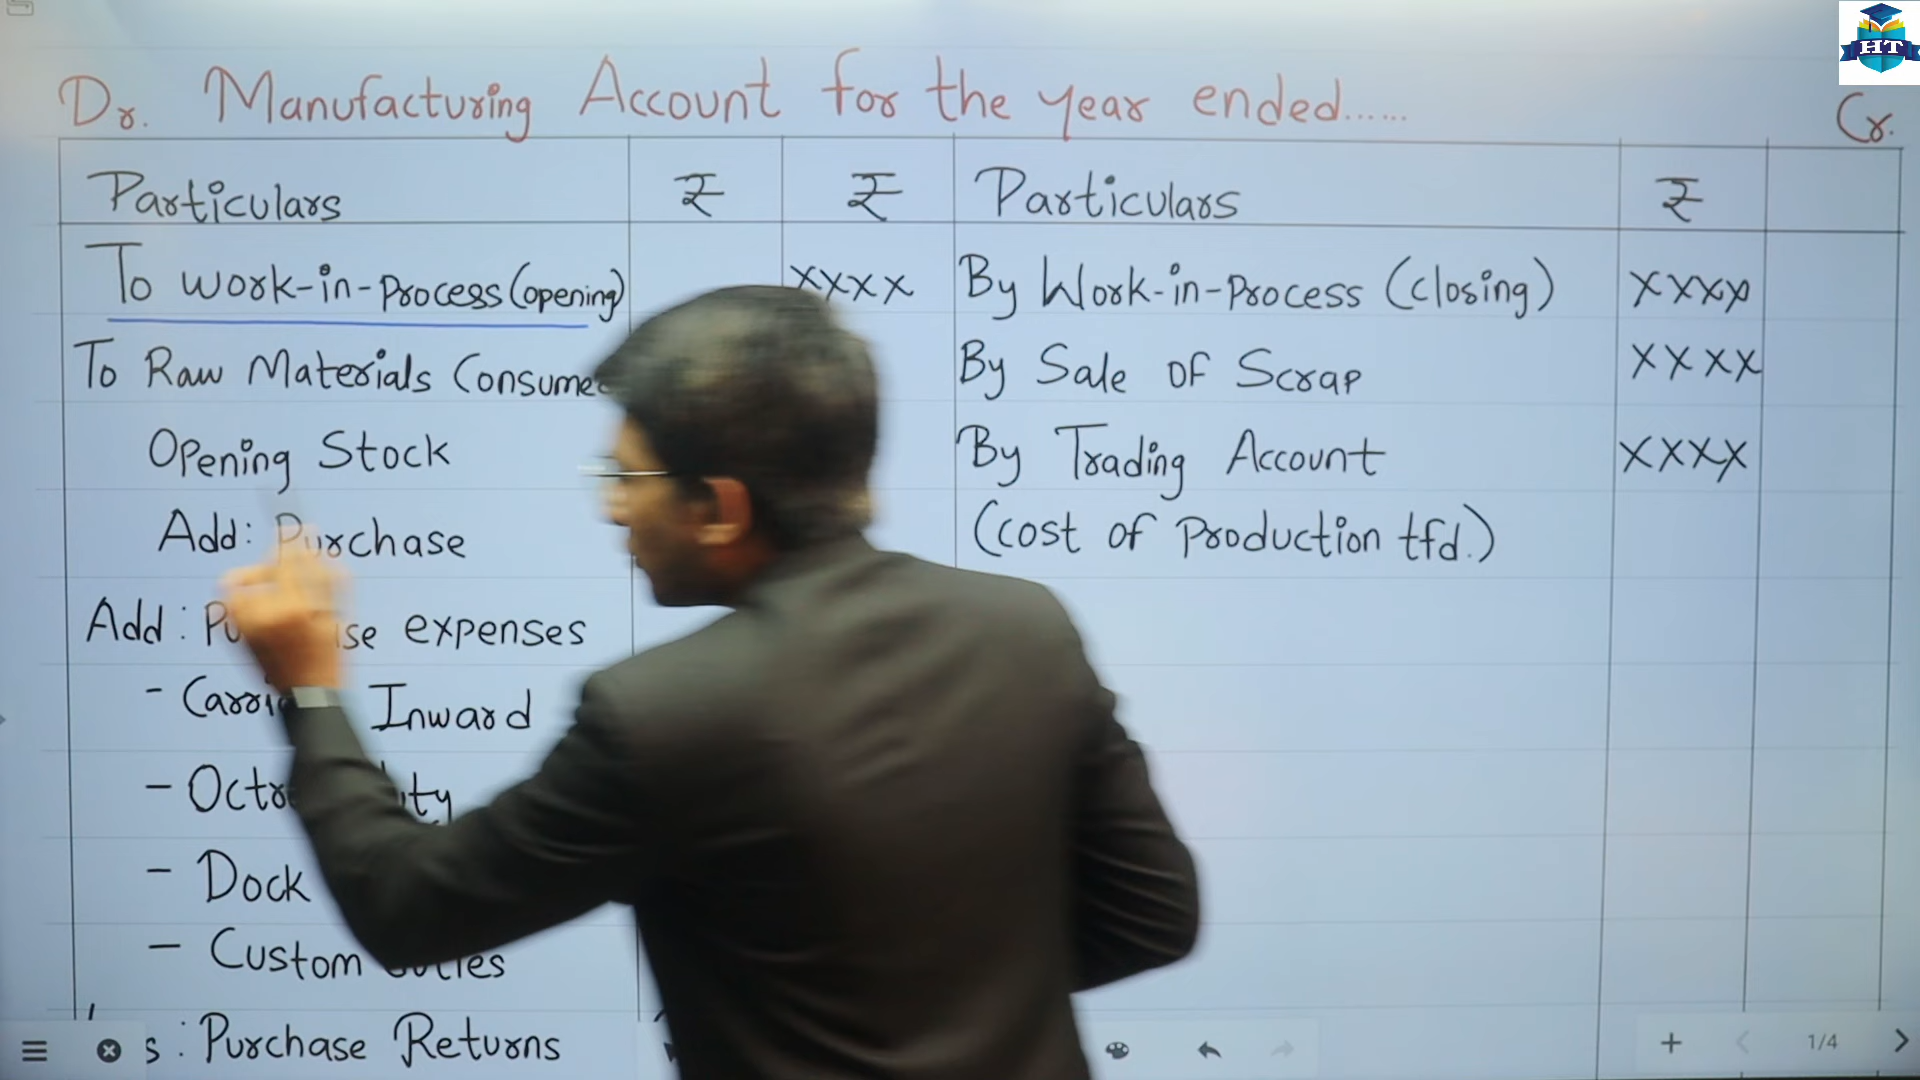 HT
Dr. Manufacturing Account for the year ended...... Cr.
Particulars ₹ ₹ Particulars ₹
To work-in-process (opening) xxxx By Work-in-process (closing) xxxx
To Raw Materials By Sale of Scrap xxxx
Opening Stock By Trading Account xxxx
Add: Purchase (cost of production tfd.)
Add: expenses
- Inward
-
- Dock
- Custom
: Purchase Returns
1/4